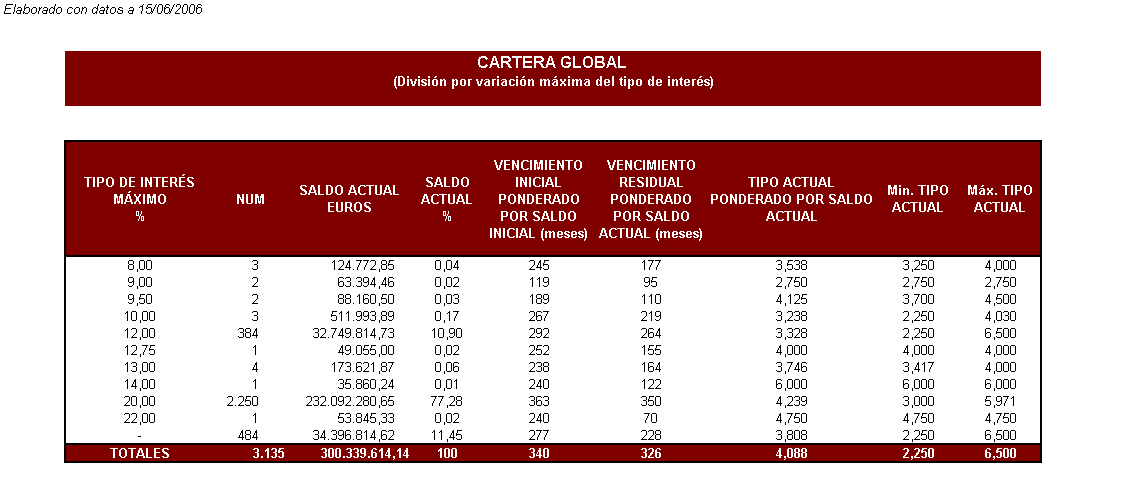 Elaborado con datos a 15/06/2006
CARTERA GLOBAL
(División por variación máxima del tipo de interés)
TIPO DE INTERÉS MÁXIMO % NUM SALDO ACTUAL EUROS SALDO ACTUAL % VENCIMIENTO INICIAL PONDERADO POR SALDO INICIAL (meses) VENCIMIENTO RESIDUAL PONDERADO POR SALDO ACTUAL (meses) TIPO ACTUAL PONDERADO POR SALDO ACTUAL Min. TIPO ACTUAL Máx. TIPO ACTUAL
8,00 3 124.772,85 0,04 245 177 3,538 3,250 4,000
9,00 2 63.394,46 0,02 119 95 2,750 2,750 2,750
9,50 2 88.160,50 0,03 189 110 4,125 3,700 4,500
10,00 3 511.993,89 0,17 267 219 3,238 2,250 4,030
12,00 384 32.749.814,73 10,90 292 264 3,328 2,250 6,500
12,75 1 49.055,00 0,02 252 155 4,000 4,000 4,000
13,00 4 173.621,87 0,06 238 164 3,746 3,417 4,000
14,00 1 35.860,24 0,01 240 122 6,000 6,000 6,000
20,00 2.250 232.092.280,65 77,28 363 350 4,239 3,000 5,971
22,00 1 53.845,33 0,02 240 70 4,750 4,750 4,750
- 484 34.396.814,62 11,45 277 228 3,808 2,250 6,500
TOTALES 3.135 300.339.614,14 100 340 326 4,088 2,250 6,500